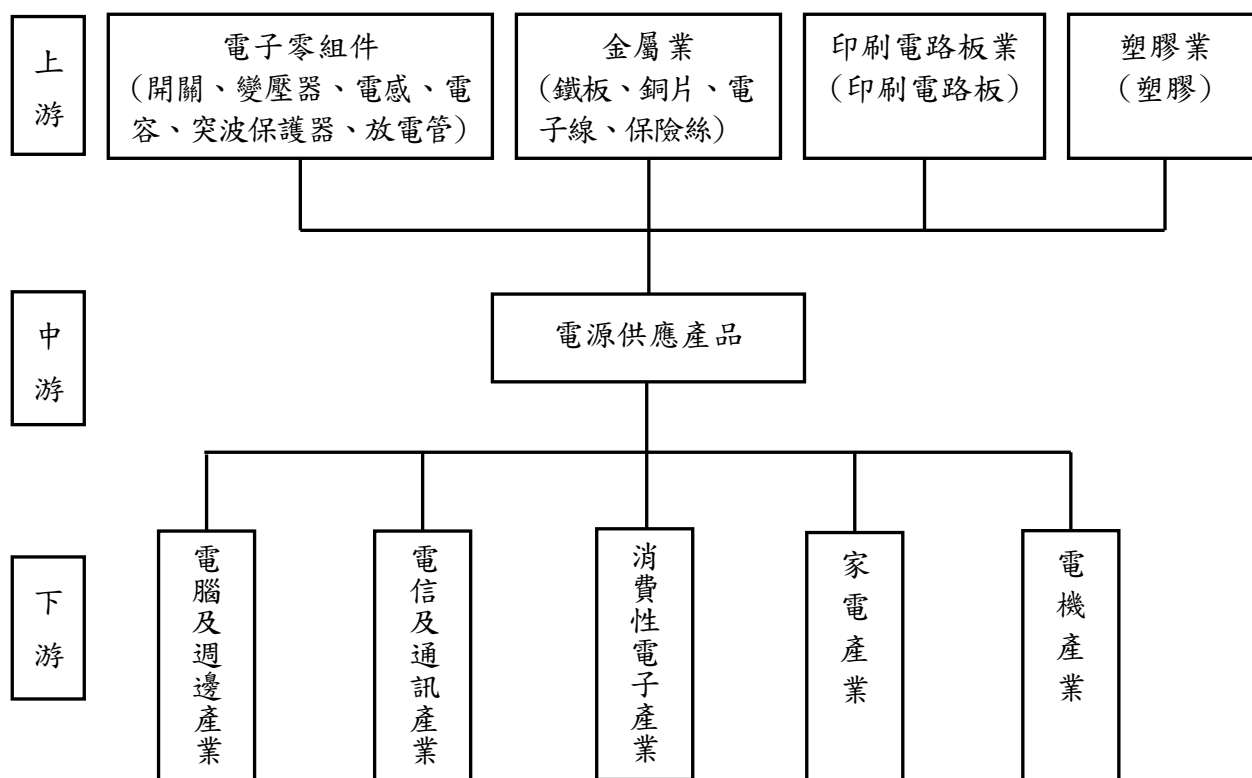 上游
電子零組件
（開關、變壓器、電感、電
容、突波保護器、放電管）
金屬業
（鐵板、銅片、電
子線、保險絲）
印刷電路板業
（印刷電路板）
塑膠業
（塑膠）
中游
電源供應產品
下游
電腦及週邊產業
電信及通訊產業
消費性電子產業
家電產業
電機產業